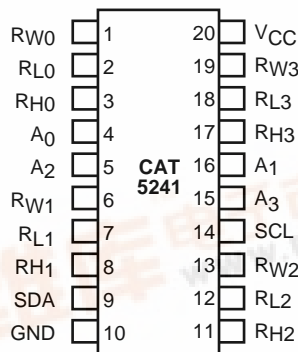 RW0 1 20 VCC
RL0 2 19 RW3
RH0 3 18 RL3
A0 4 17 RH3
A2 5 CAT 16 A1
RW1 6 5241 15 A3
RL1 7 14 SCL
RH1 8 13 RW2
SDA 9 12 RL2
GND 10 11 RH2